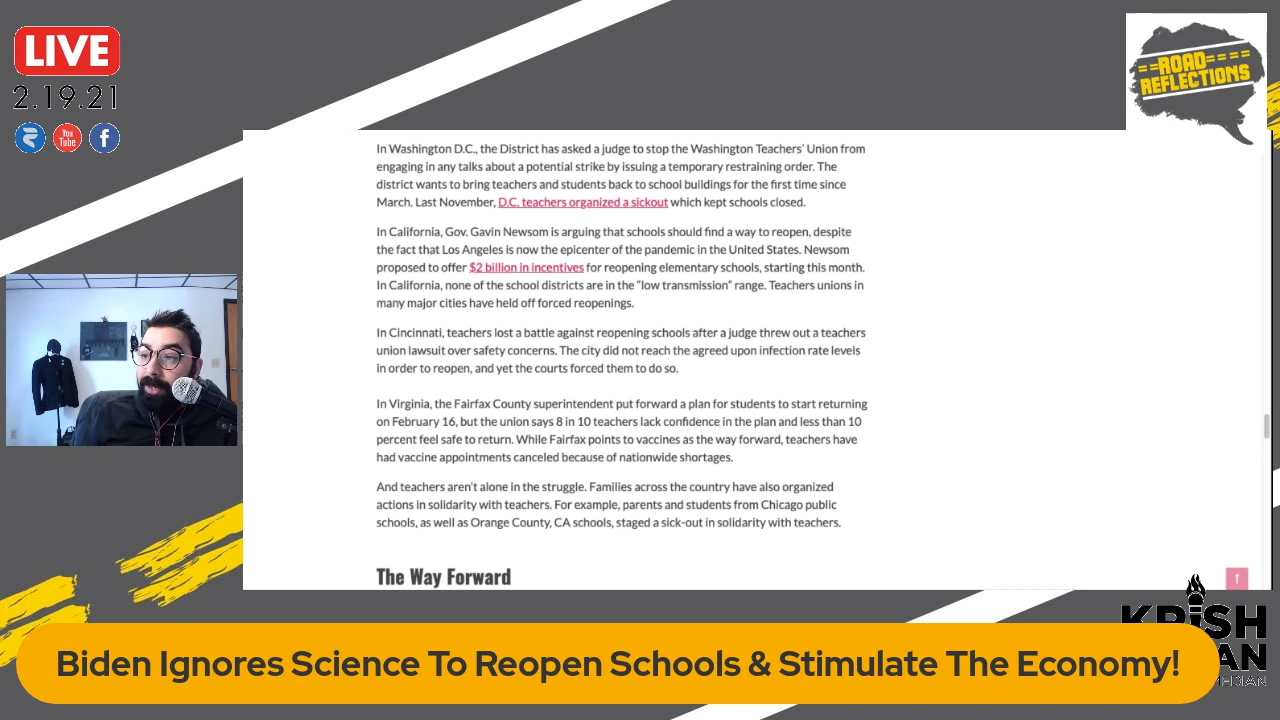 LIVE
2.19.21
You
Tube
f
==ROAD====
REFLECTIONS
In Washington D.C., the District has asked a judge to stop the Washington Teachers' Union from
engaging in any talks about a potential strike by issuing a temporary restraining order. The
district wants to bring teachers and students back to school buildings for the first time since
March. Last November, D.C. teachers organized a sickout which kept schools closed.
In California, Gov. Gavin Newsom is arguing that schools should find a way to reopen, despite
the fact that Los Angeles is now the epicenter of the pandemic in the United States. Newsom
proposed to offer $2 billion in incentives for reopening elementary schools, starting this month.
In California, none of the school districts are in the “low transmission” range. Teachers unions in
many major cities have held off forced reopenings.
In Cincinnati, teachers lost a battle against reopening schools after a judge threw out a teachers
union lawsuit over safety concerns. The city did not reach the agreed upon infection rate levels
in order to reopen, and yet the courts forced them to do so.
In Virginia, the Fairfax County superintendent put forward a plan for students to start returning
on February 16, but the union says 8 in 10 teachers lack confidence in the plan and less than 10
percent feel safe to return. While Fairfax points to vaccines as the way forward, teachers have
had vaccine appointments canceled because of nationwide shortages.
And teachers aren't alone in the struggle. Families across the country have also organized
actions in solidarity with teachers. For example, parents and students from Chicago public
schools, as well as Orange County, CA schools, staged a sick-out in solidarity with teachers.
The Way Forward
KRiSH
Biden Ignores Science To Reopen Schools & Stimulate The Economy!